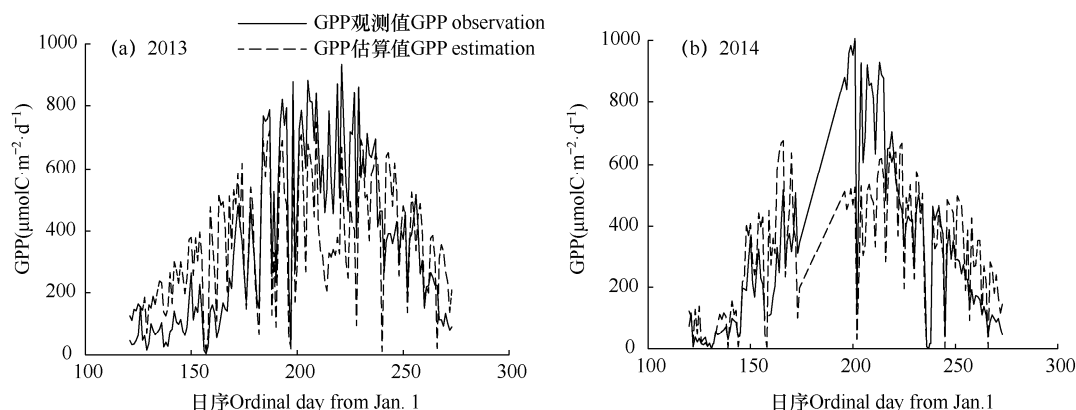 GPP观测值GPP observation
GPP估算值GPP estimation
(a) 2013
GPP(μmolC·m⁻²·d⁻¹)
1000
800
600
400
200
0
100 150 200 250 300
日序Ordinal day from Jan. 1
(b) 2014
GPP(μmolC·m⁻²·d⁻¹)
1000
800
600
400
200
0
100 150 200 250 300
日序Ordinal day from Jan.1